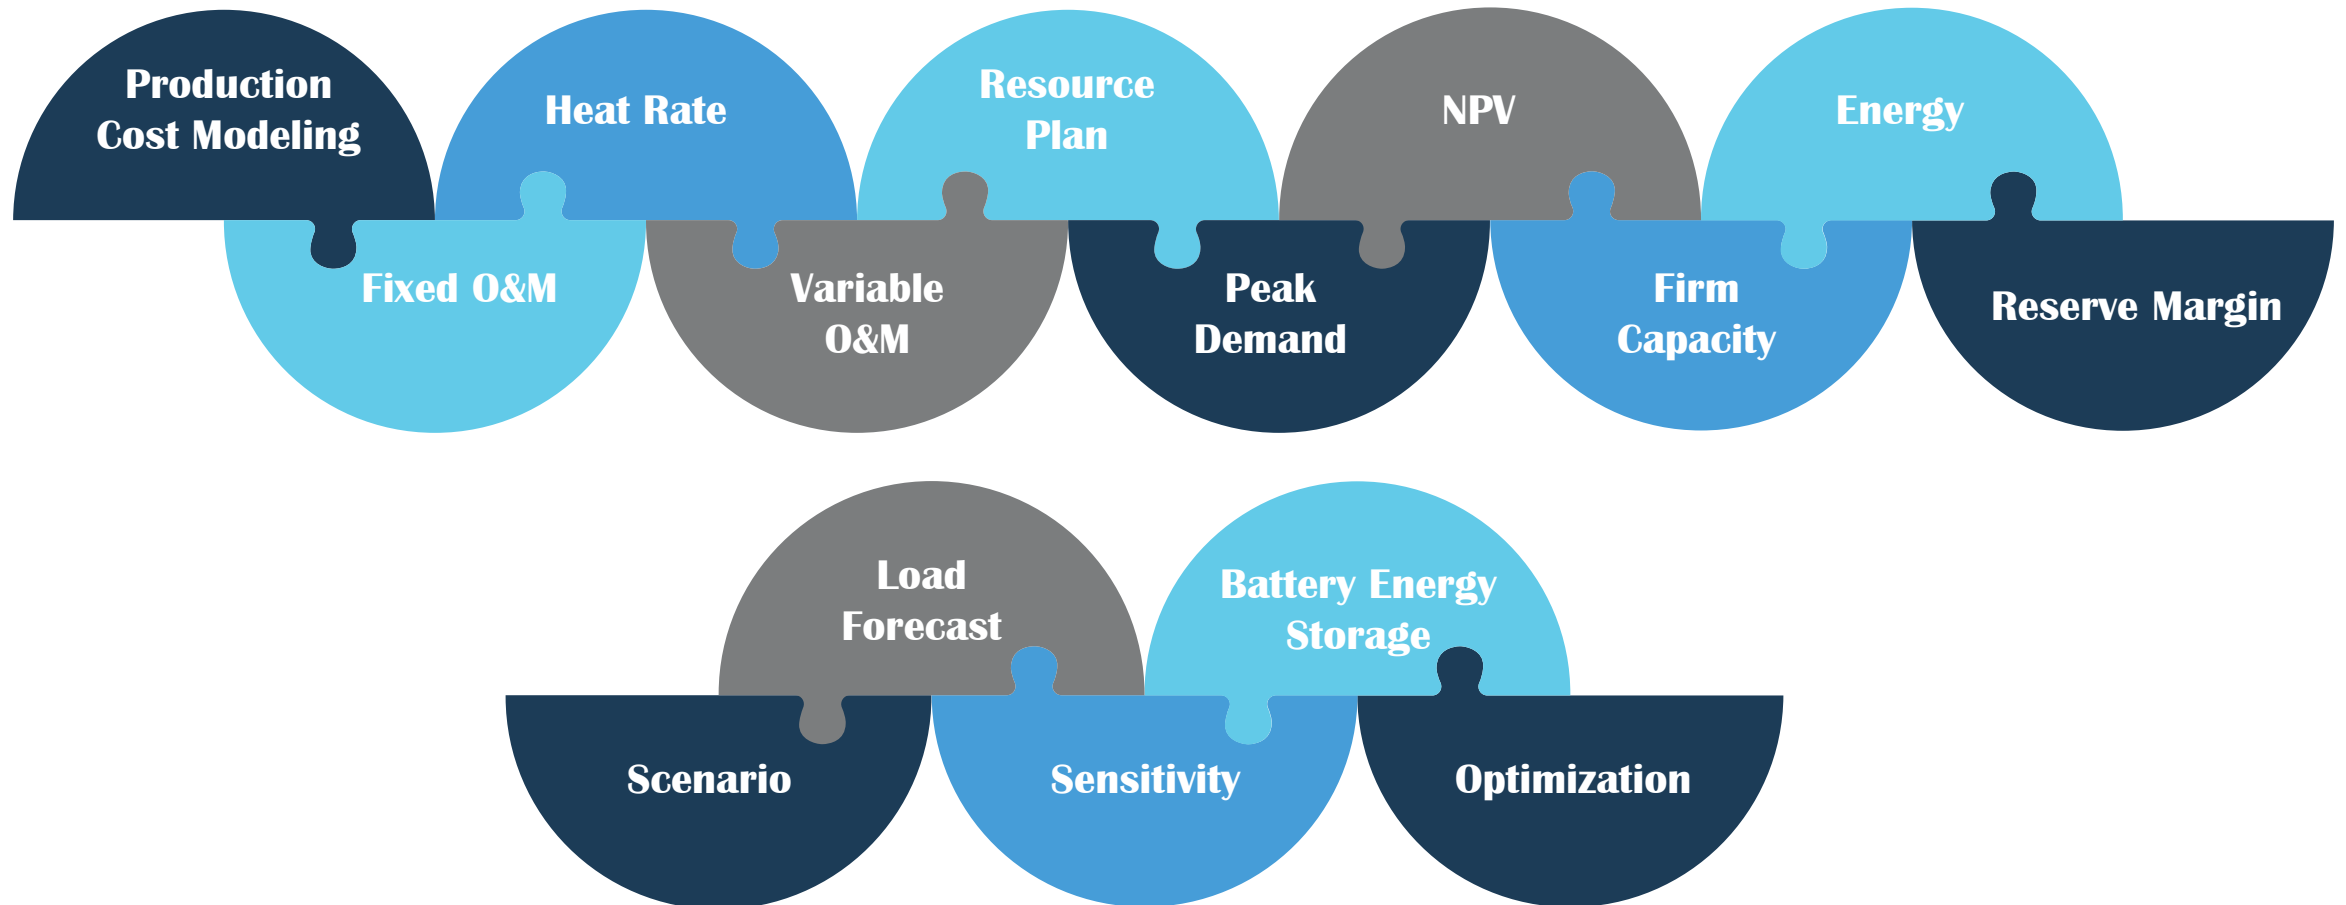 Production
Cost Modeling
Heat Rate
Resource
Plan
NPV
Energy
Fixed O&M
Variable
O&M
Peak
Demand
Firm
Capacity
Reserve Margin
Load
Forecast
Battery Energy
Storage
Scenario
Sensitivity
Optimization